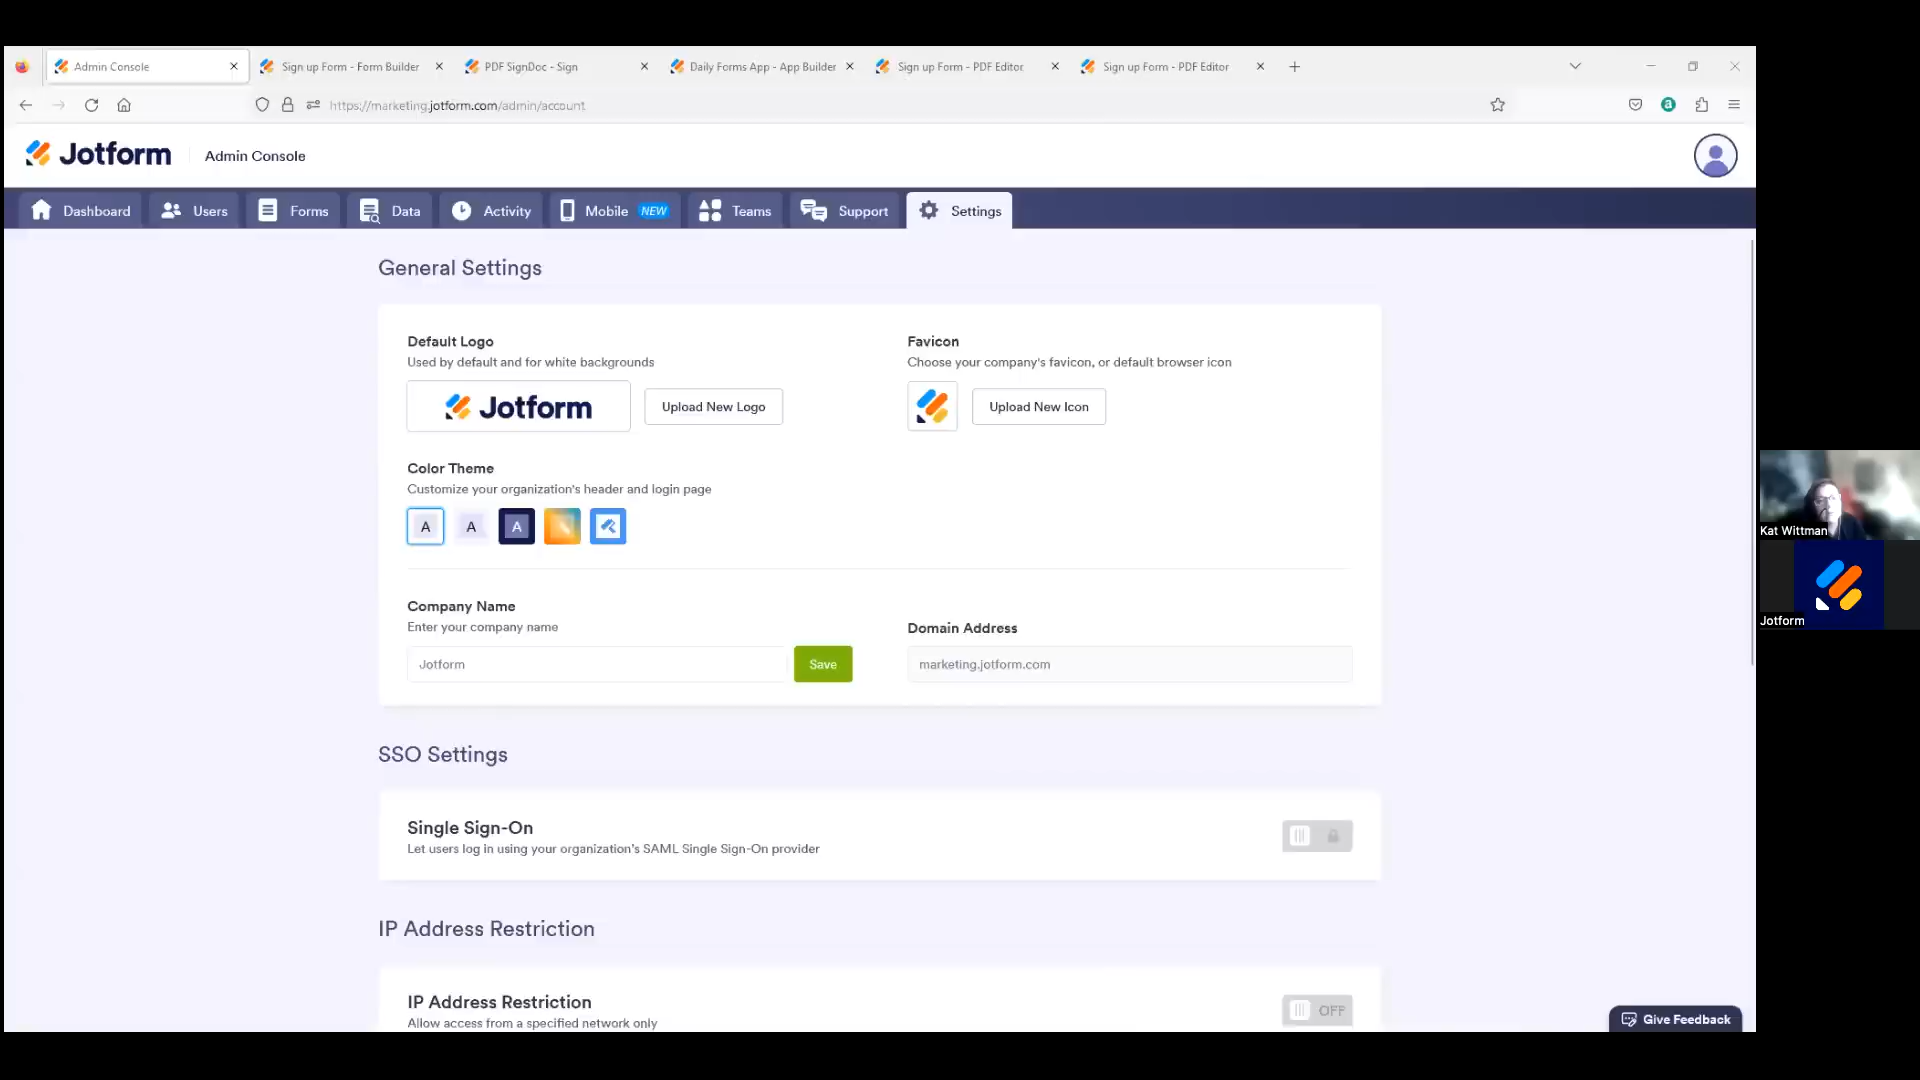 Admin Console
Sign up Form - Form Builder
PDF SignDoc - Sign
Daily Forms App - App Builder
Sign up Form - PDF Editor
Sign up Form - PDF Editor
https://marketing.jotform.com/admin/account
Jotform
Admin Console
Dashboard
Users
Forms
Data
Activity
Mobile NEW
Teams
Support
Settings
General Settings
Default Logo
Used by default and for white backgrounds
Jotform
Upload New Logo
Favicon
Choose your company's favicon, or default browser icon
Upload New Icon
Color Theme
Customize your organization's header and login page
A A A
Company Name
Enter your company name
Jotform
Save
Domain Address
marketing.jotform.com
SSO Settings
Single Sign-On
Let users log in using your organization's SAML Single Sign-On provider
IP Address Restriction
IP Address Restriction
Allow access from a specified network only
OFF
Give Feedback
Kat Wittman
Jotform